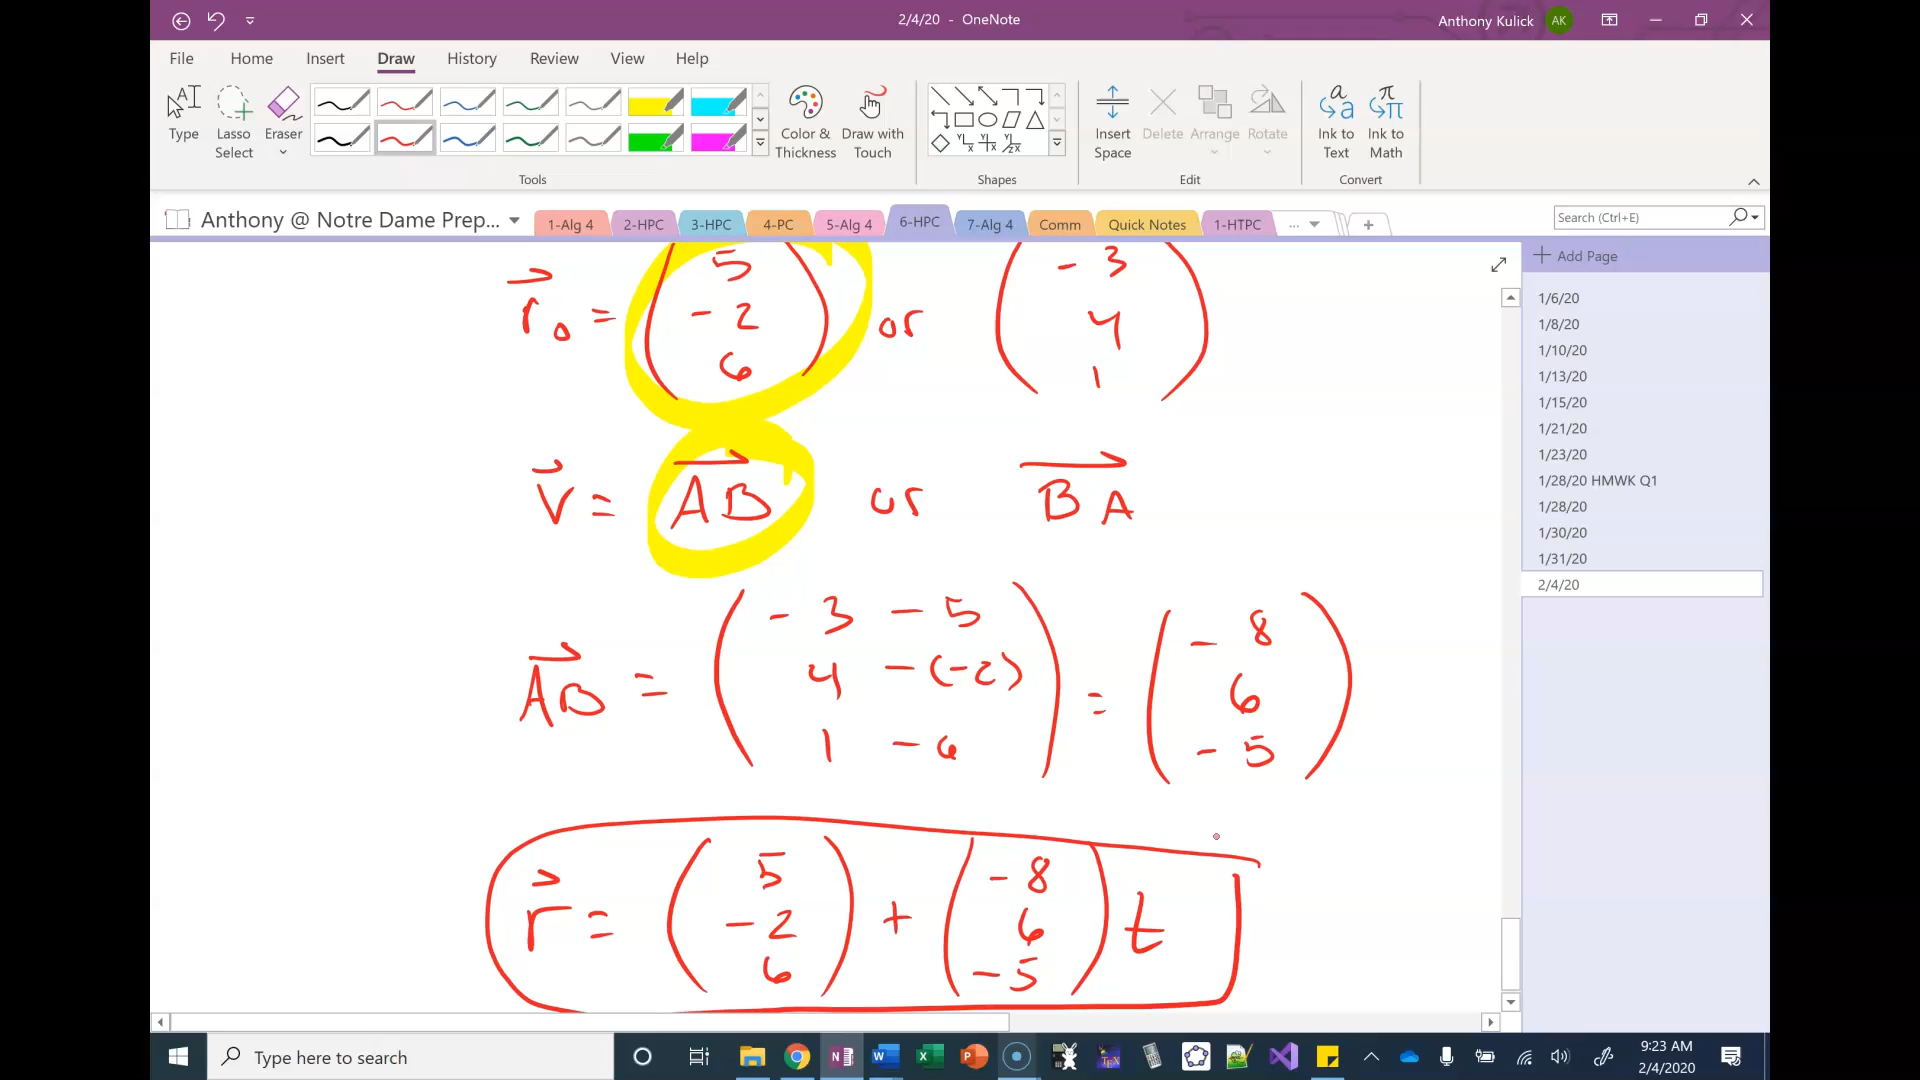 2/4/20 - OneNote
Anthony Kulick AK
File Home Insert Draw History Review View Help
Type
Lasso Select
Eraser
Color & Thickness
Draw with Touch
Insert Space
Delete
Arrange
Rotate
Ink to Text
Ink to Math
Tools Shapes Edit Convert
Anthony @ Notre Dame Prep...
1-Alg 4 2-HPC 3-HPC 4-PC 5-Alg 4 6-HPC 7-Alg 4 Comm Quick Notes 1-HTPC ...
Search (Ctrl+E)
Add Page
1/6/20
1/8/20
1/10/20
1/13/20
1/15/20
1/21/20
1/23/20
1/28/20 HMWK Q1
1/28/20
1/30/20
1/31/20
2/4/20
5 - 3
r₀ = - 2 or 4
6 1
v = AB or BA
- 3 - 5 - 8
AB = 4 - (-2) = 6
1 - 6 - 5
5 - 8
r = - 2 + 6 t
6 - 5
Type here to search
9:23 AM
2/4/2020